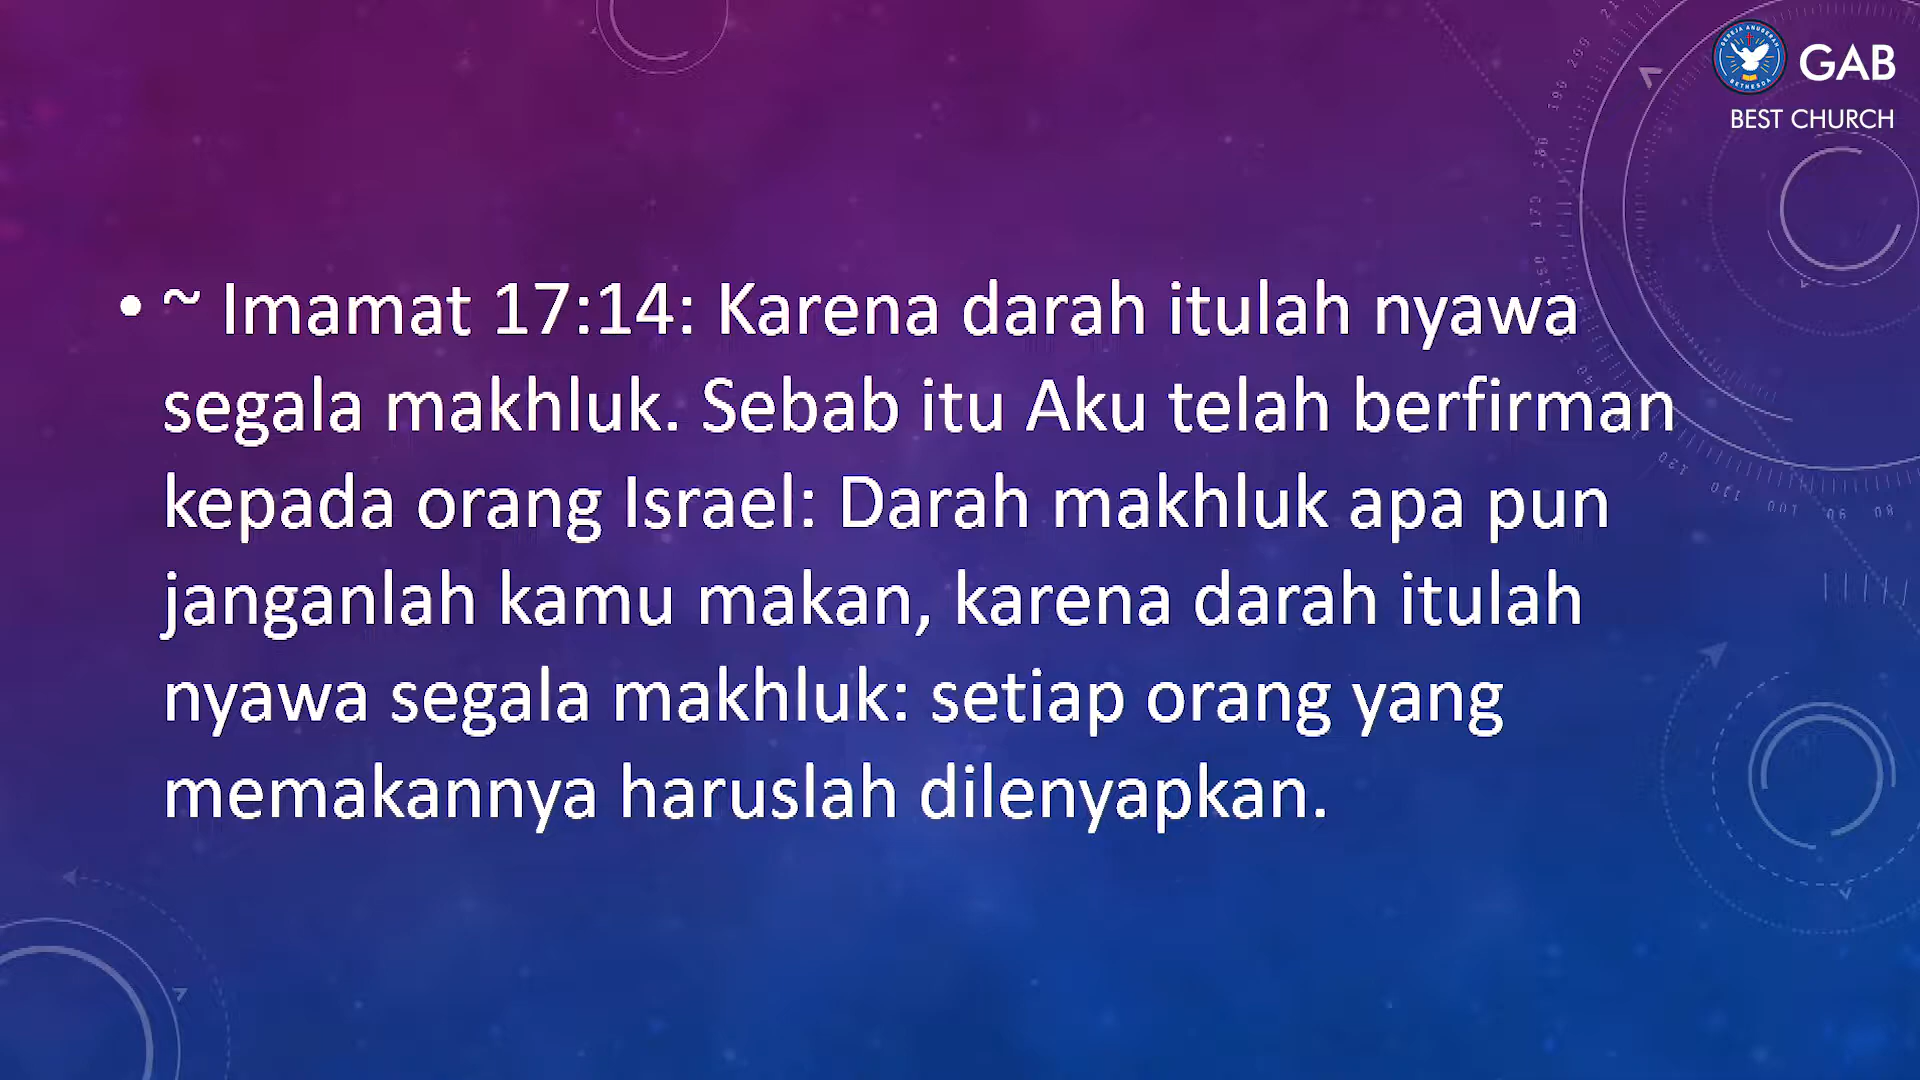 GAB
BEST CHURCH
• ~ Imamat 17:14: Karena darah itulah nyawa
segala makhluk. Sebab itu Aku telah berfirman
kepada orang Israel: Darah makhluk apa pun
janganlah kamu makan, karena darah itulah
nyawa segala makhluk: setiap orang yang
memakannya haruslah dilenyapkan.